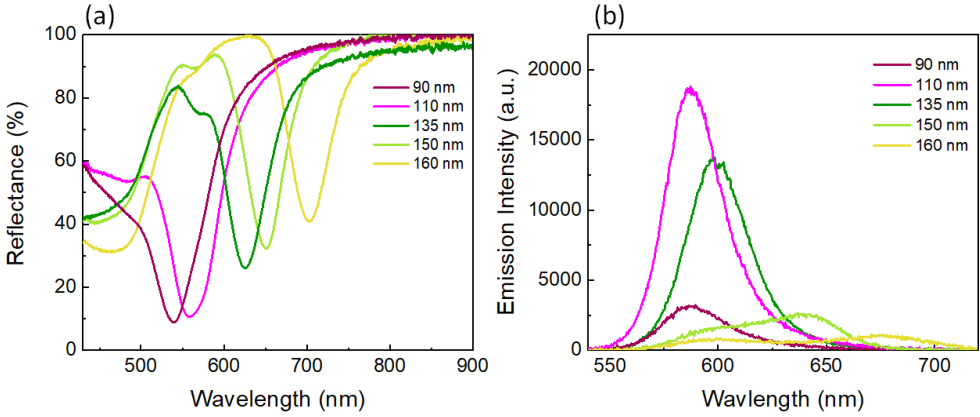 (a)
100
80
60
40
20
0
Reflectance (%)
500
600
700
800
900
Wavelength (nm)
90 nm
110 nm
135 nm
150 nm
160 nm
(b)
20000
15000
10000
5000
0
Emission Intensity (a.u.)
550
600
650
700
Wavlength (nm)
90 nm
110 nm
135 nm
150 nm
160 nm